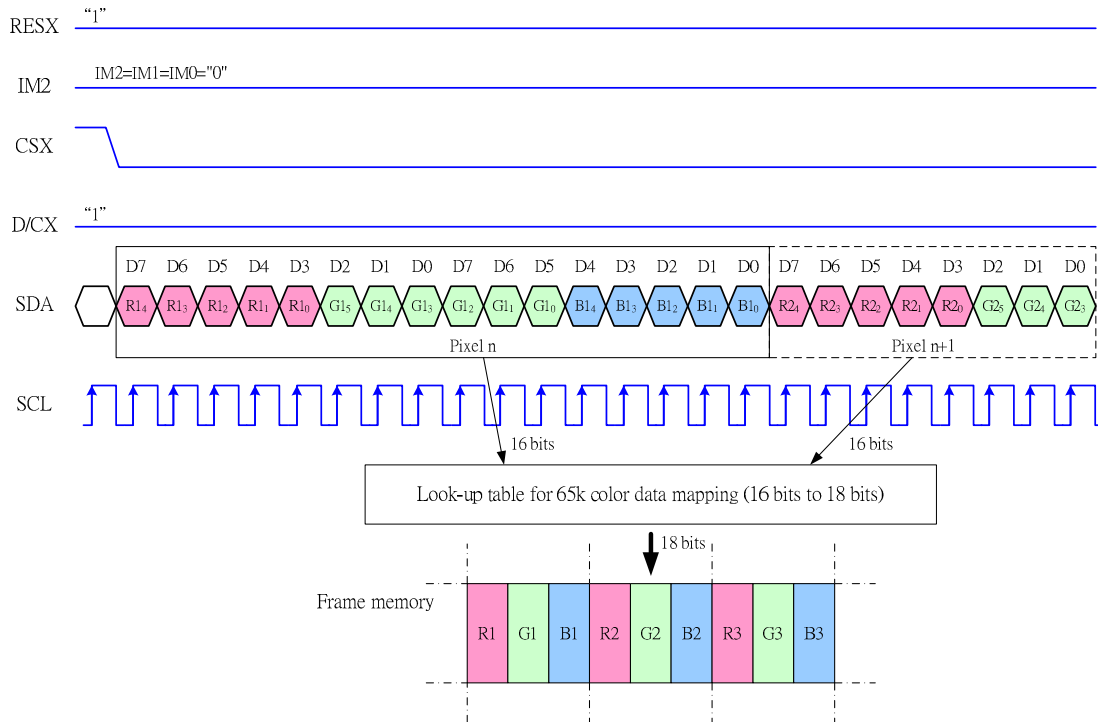 RESX “1”
IM2 IM2=IM1=IM0="0"
CSX
D/CX “1”
D7 D6 D5 D4 D3 D2 D1 D0 D7 D6 D5 D4 D3 D2 D1 D0 D7 D6 D5 D4 D3 D2 D1 D0
SDA R1₄ R1₃ R1₂ R1₁ R1₀ G1₅ G1₄ G1₃ G1₂ G1₁ G1₀ B1₄ B1₃ B1₂ B1₁ B1₀ R2₄ R2₃ R2₂ R2₁ R2₀ G2₅ G2₄ G2₃
Pixel n Pixel n+1
SCL
16 bits 16 bits
Look-up table for 65k color data mapping (16 bits to 18 bits)
18 bits
Frame memory
R1 G1 B1 R2 G2 B2 R3 G3 B3